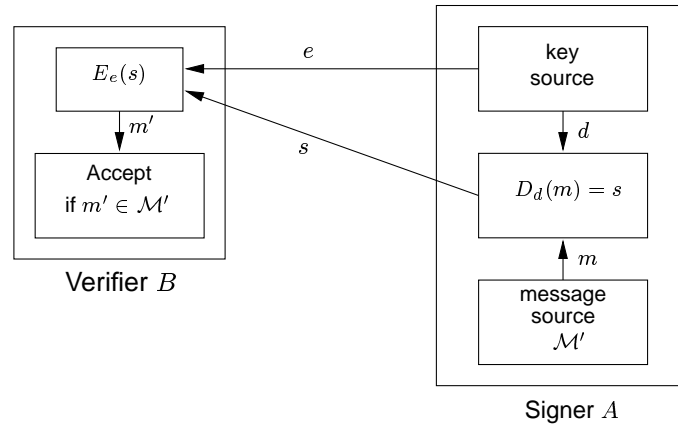 E_e(s)
m′
Accept
if m′ ∈ ℳ′
Verifier B
e
s
key
source
d
D_d(m) = s
m
message
source
ℳ′
Signer A